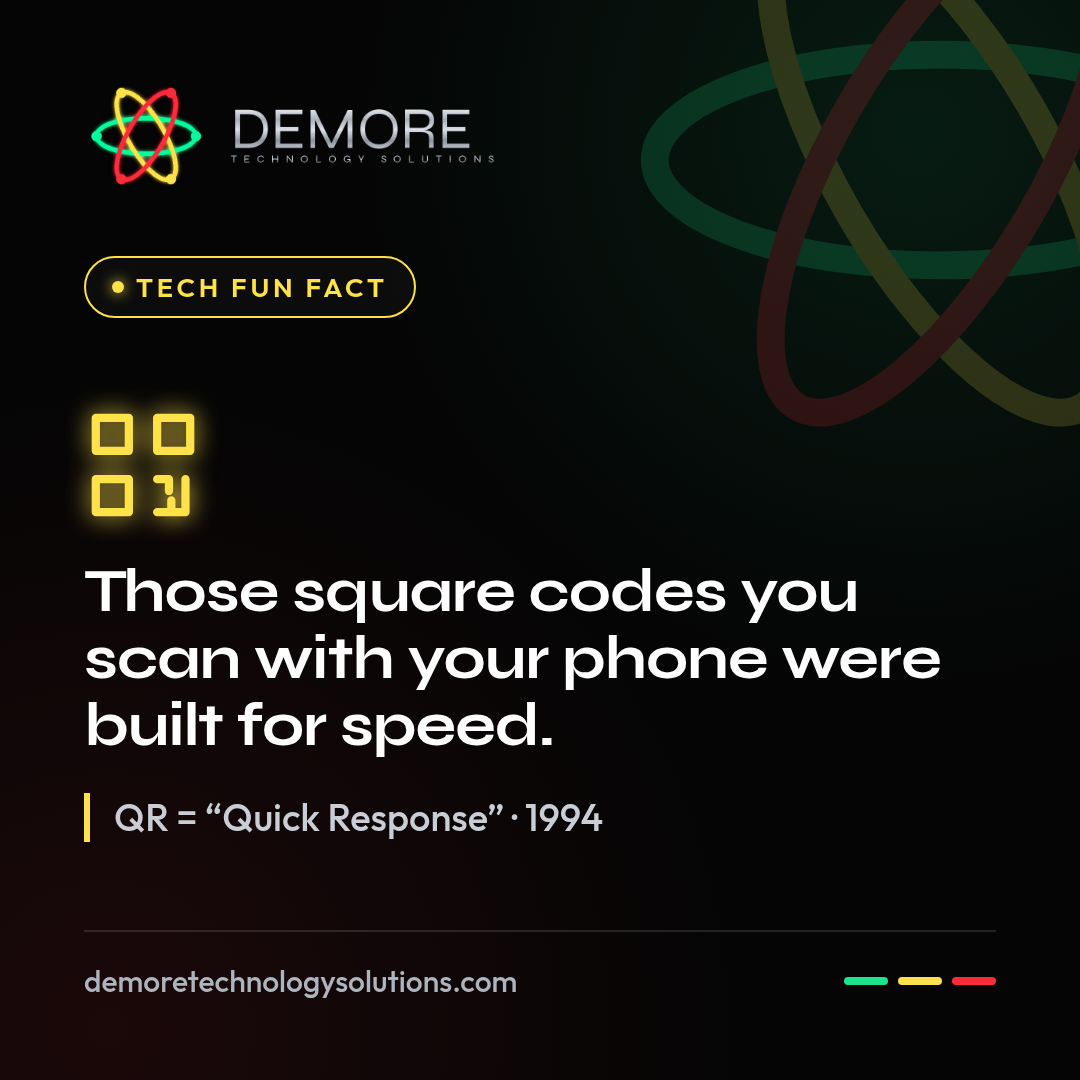 DEMORE
TECHNOLOGY SOLUTIONS
TECH FUN FACT
Those square codes you
scan with your phone were
built for speed.
QR = “Quick Response” · 1994
demoretechnologysolutions.com